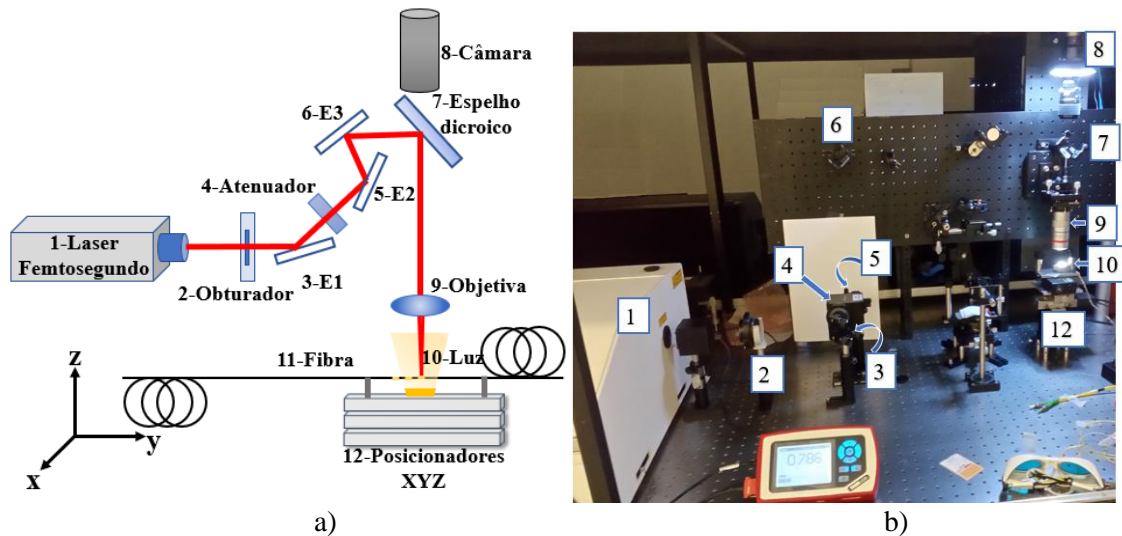 8-Câmara
6-E3
7-Espelho
dicroico
4-Atenuador
5-E2
1-Laser
Femtosegundo
2-Obturador
3-E1
9-Objetiva
11-Fibra
10-Luz
z
y
x
12-Posicionadores
XYZ
a)
8
6
7
9
4
5
10
1
12
2
3
0.786
b)